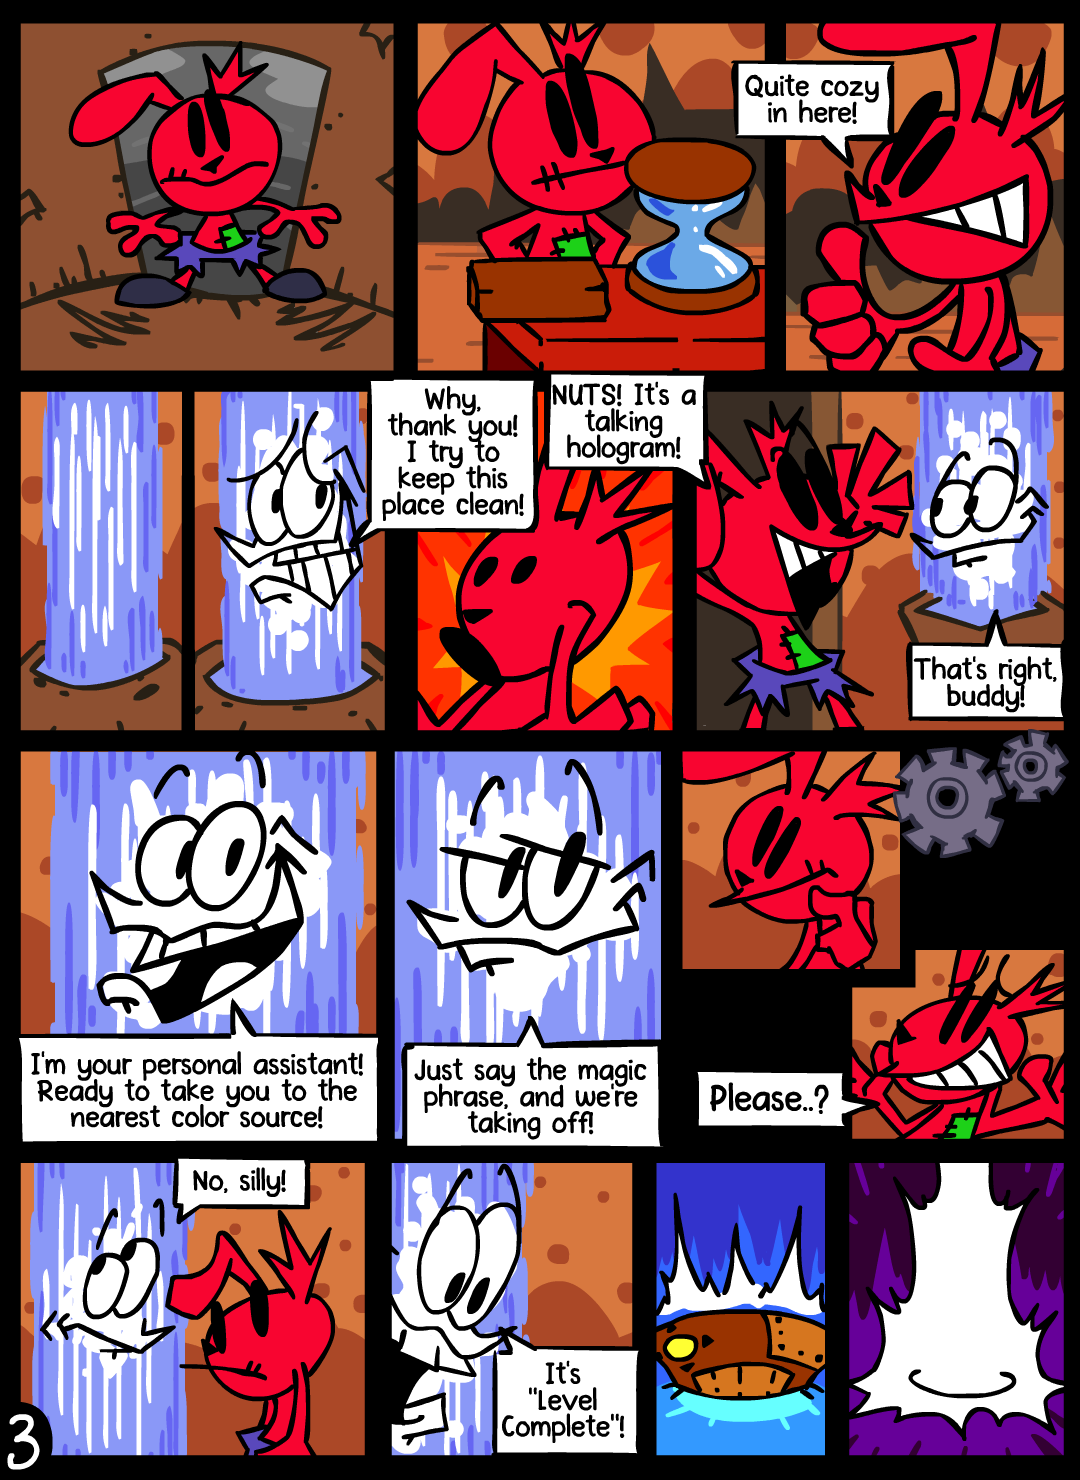 Quite cozy
in here!
Why,
thank you!
I try to
keep this
place clean!
NUTS! It's a
talking
hologram!
That's right,
buddy!
I'm your personal assistant!
Ready to take you to the
nearest color source!
Just say the magic
phrase, and we're
taking off!
Please..?
No, silly!
It's
"Level
Complete"!
3